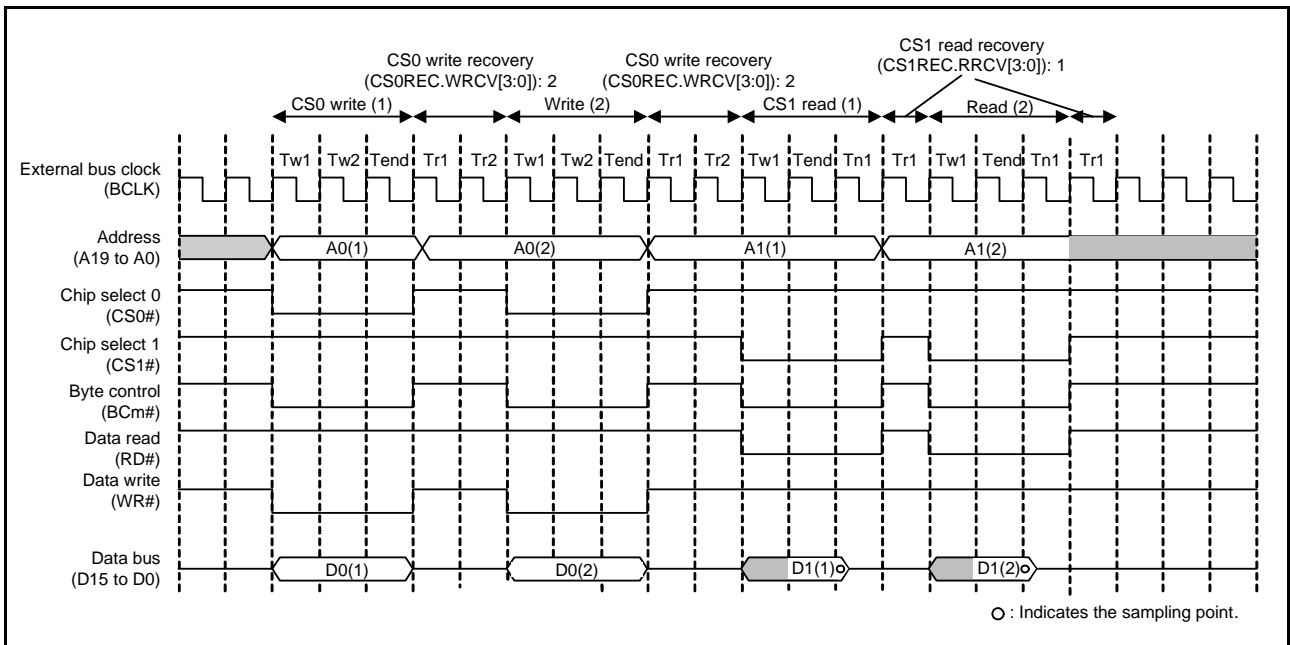 CS1 read recovery
(CS1REC.RRCV[3:0]): 1
CS0 write recovery
(CS0REC.WRCV[3:0]): 2
CS0 write recovery
(CS0REC.WRCV[3:0]): 2
CS0 write (1) Write (2) CS1 read (1) Read (2)
Tw1 Tw2 Tend Tr1 Tr2 Tw1 Tw2 Tend Tr1 Tr2 Tw1 Tend Tn1 Tr1 Tw1 Tend Tn1 Tr1
External bus clock
(BCLK)
Address
(A19 to A0)
A0(1) A0(2) A1(1) A1(2)
Chip select 0
(CS0#)
Chip select 1
(CS1#)
Byte control
(BCm#)
Data read
(RD#)
Data write
(WR#)
Data bus
(D15 to D0)
D0(1) D0(2) D1(1) D1(2)
: Indicates the sampling point.